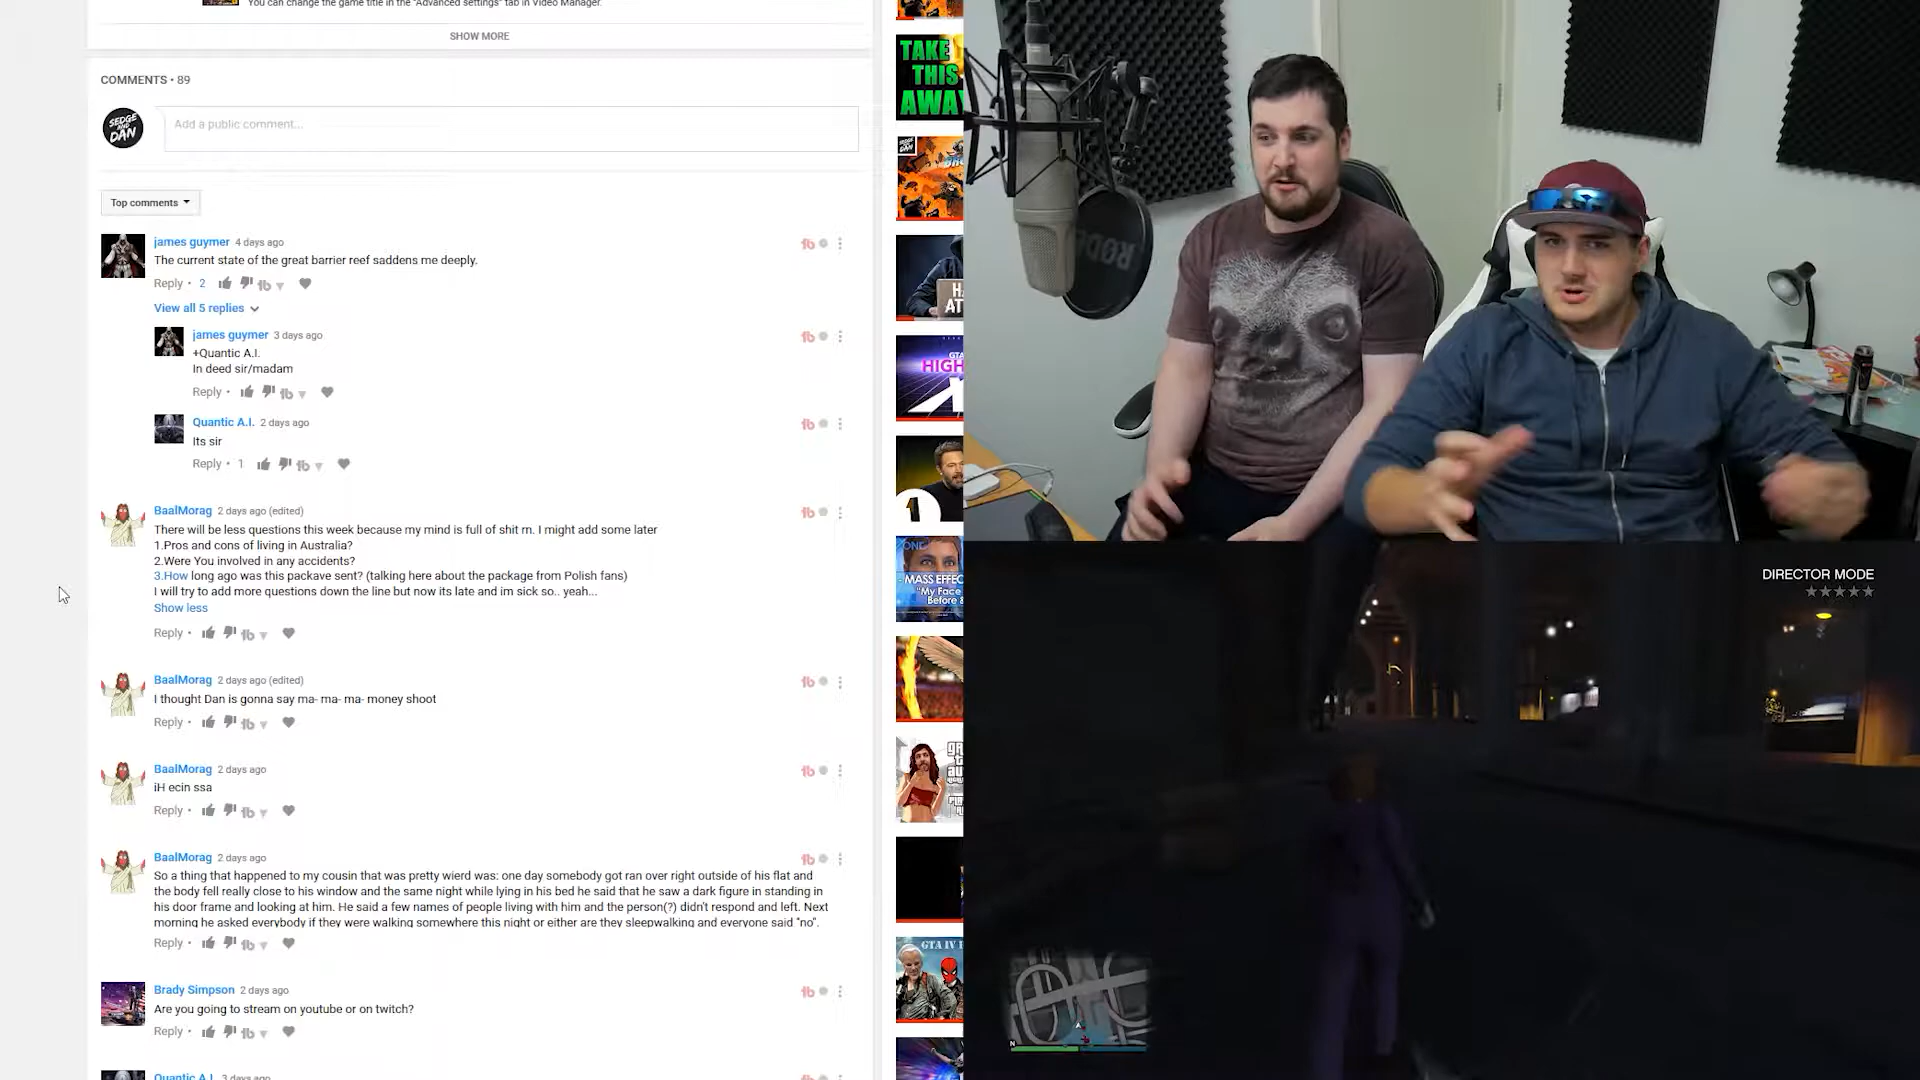 You can change the game title in the "Advanced settings" tab in Video Manager.
SHOW MORE
COMMENTS • 89
SEDGE AND DAN
Add a public comment...
Top comments
james guymer 4 days ago
The current state of the great barrier reef saddens me deeply.
Reply • 2
View all 5 replies
james guymer 3 days ago
+Quantic A.I.
In deed sir/madam
Reply •
Quantic A.I. 2 days ago
Its sir
Reply • 1
BaalMorag 2 days ago (edited)
There will be less questions this week because my mind is full of shit rn. I might add some later
1.Pros and cons of living in Australia?
2.Were You involved in any accidents?
3.How long ago was this packave sent? (talking here about the package from Polish fans)
I will try to add more questions down the line but now its late and im sick so.. yeah...
Show less
Reply •
BaalMorag 2 days ago (edited)
I thought Dan is gonna say ma- ma- ma- money shoot
Reply •
BaalMorag 2 days ago
iH ecin ssa
Reply •
BaalMorag 2 days ago
So a thing that happened to my cousin that was pretty wierd was: one day somebody got ran over right outside of his flat and
the body fell really close to his window and the same night while lying in his bed he said that he saw a dark figure in standing in
his door frame and looking at him. He said a few names of people living with him and the person(?) didn't respond and left. Next
morning he asked everybody if they were walking somewhere this night or either are they sleepwalking and everyone said "no".
Reply •
Brady Simpson 2 days ago
Are you going to stream on youtube or on twitch?
Reply •
Quantic A.I. 3 days ago
TAKE
THIS
AWA
GTA
HIGH
1
MASS EFFEC
"My Face
Before &
GTA IV
RODE
DIRECTOR MODE
N